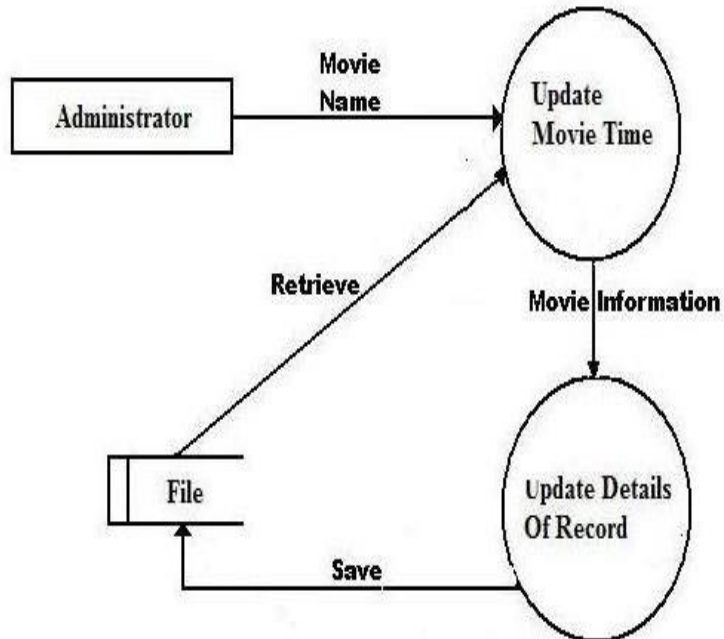 Movie
Name
Administrator
Update
Movie Time
Retrieve
Movie Information
File
Update Details
Of Record
Save